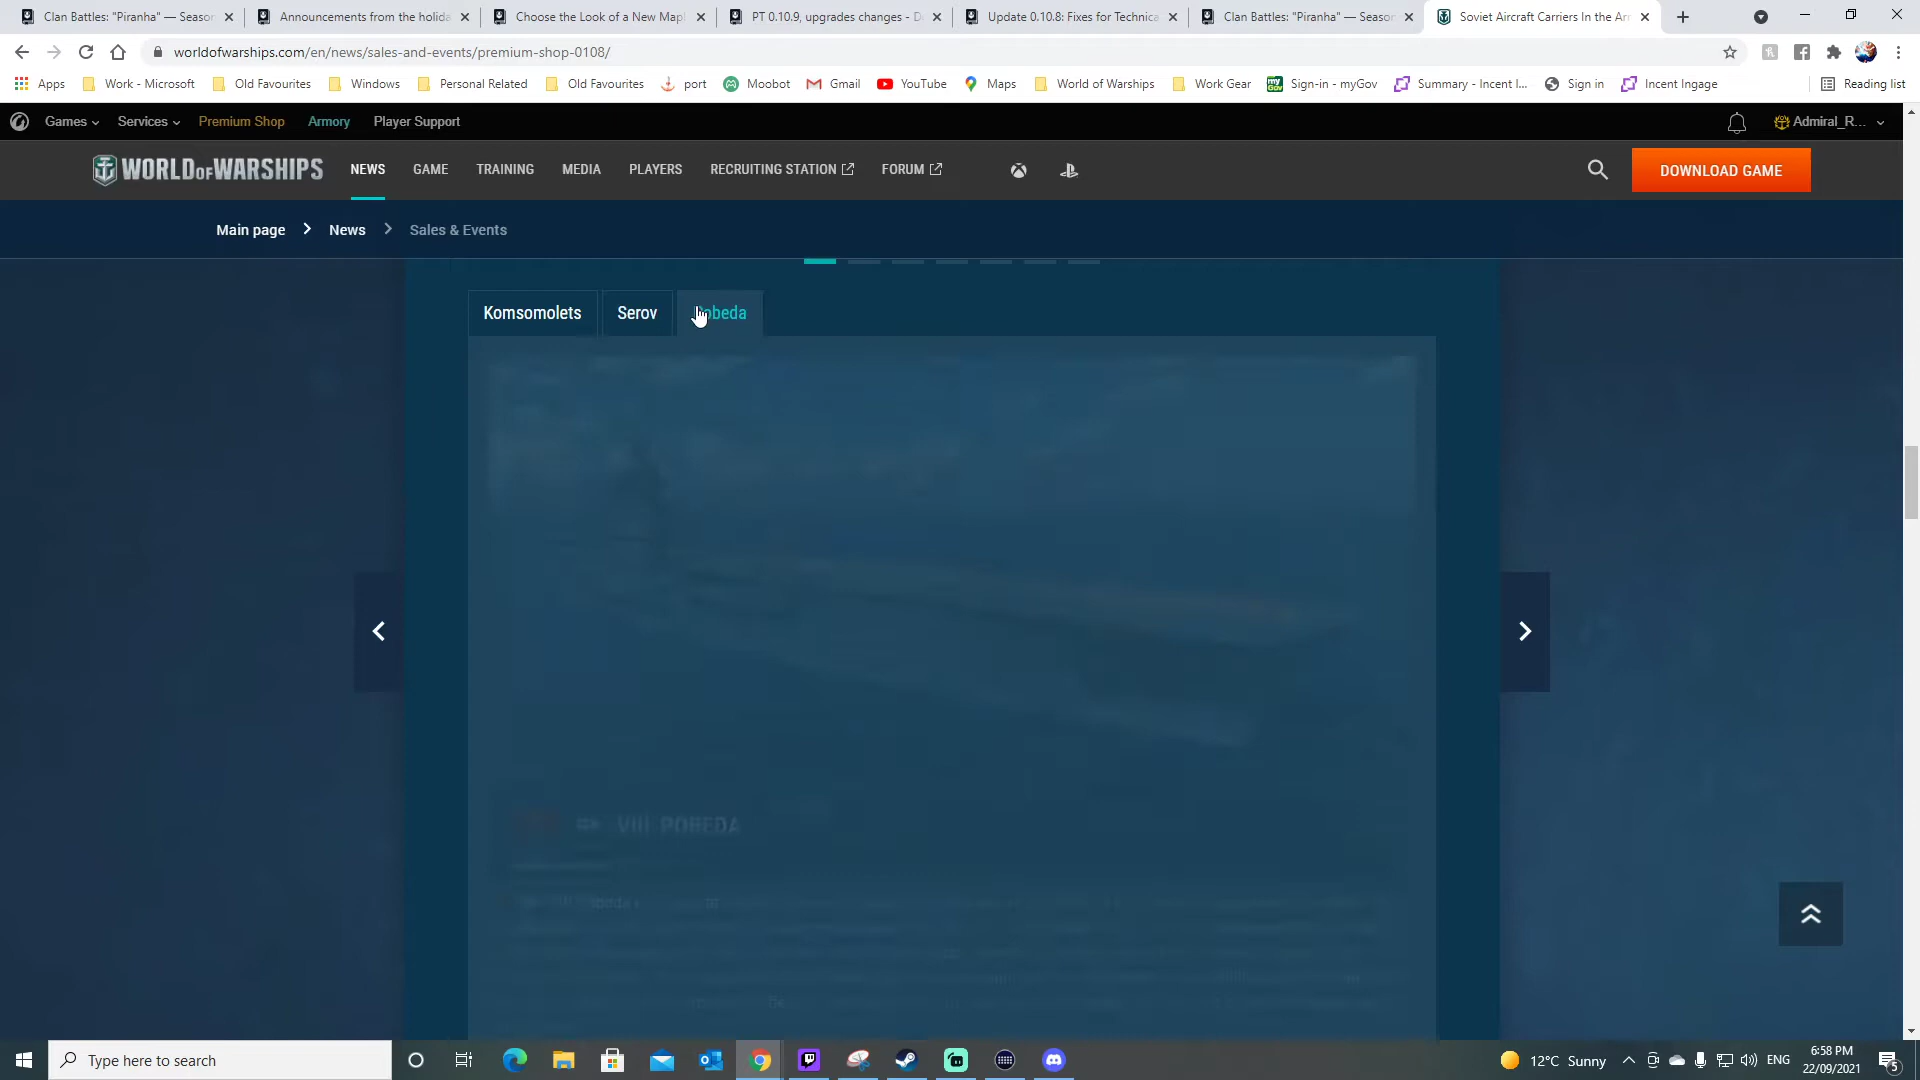 Clan Battles: "Piranha" — Season
Announcements from the holida
Choose the Look of a New Map!
PT 0.10.9, upgrades changes - D
Update 0.10.8: Fixes for Technica
Clan Battles: "Piranha" — Season
Soviet Aircraft Carriers In the Ar
worldofwarships.com/en/news/sales-and-events/premium-shop-0108/
Apps
Work - Microsoft
Old Favourites
Windows
Personal Related
Old Favourites
port
Moobot
Gmail
YouTube
Maps
World of Warships
Work Gear
Sign-in - myGov
Summary - Incent I...
Sign in
Incent Ingage
Reading list
Games
Services
Premium Shop
Armory
Player Support
Admiral_R...
WORLD OF WARSHIPS
NEWS
GAME
TRAINING
MEDIA
PLAYERS
RECRUITING STATION
FORUM
DOWNLOAD GAME
Main page
News
Sales & Events
Komsomolets
Serov
Pobeda
VIII POBEDA
Type here to search
12°C Sunny
ENG
6:58 PM
22/09/2021
5